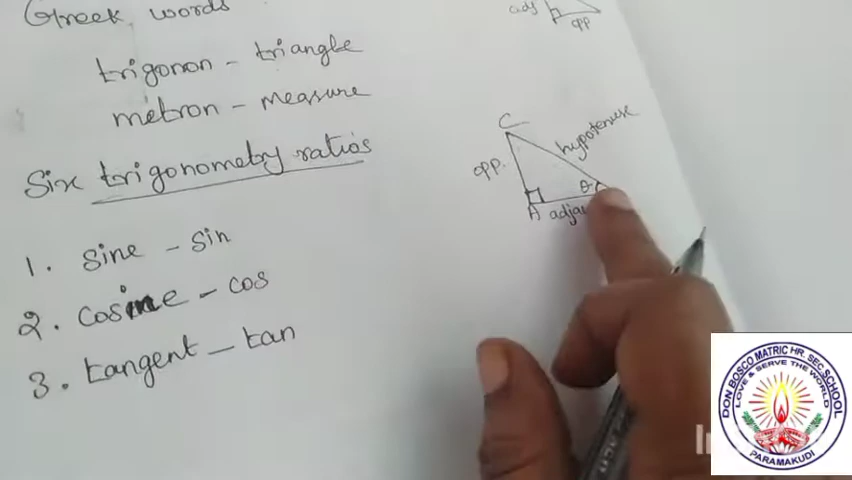 Greek words
trigonon - triangle
metron - measure
Six trigonometry ratios
1. sine - sin
2. cosine - cos
3. tangent - tan
adj
opp
C
hypotenuse
opp.
θ
A
DON BOSCO MATRIC HR. SEC. SCHOOL
LOVE & SERVE THE WORLD
PARAMAKUDI